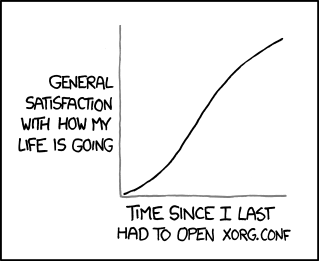 GENERAL
SATISFACTION
WITH HOW MY
LIFE IS GOING
TIME SINCE I LAST
HAD TO OPEN XORG.CONF